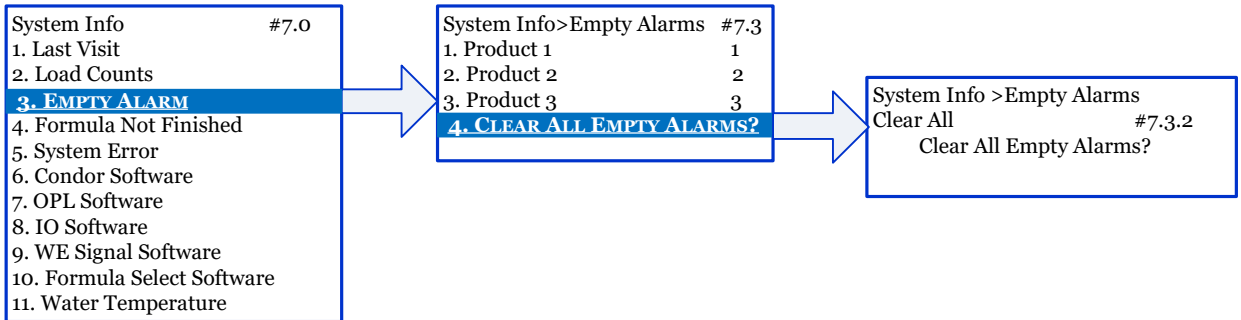 System Info #7.0
1. Last Visit
2. Load Counts
3. EMPTY ALARM
4. Formula Not Finished
5. System Error
6. Condor Software
7. OPL Software
8. IO Software
9. WE Signal Software
10. Formula Select Software
11. Water Temperature
System Info>Empty Alarms #7.3
1. Product 1 1
2. Product 2 2
3. Product 3 3
4. CLEAR ALL EMPTY ALARMS?
System Info >Empty Alarms
Clear All #7.3.2
Clear All Empty Alarms?